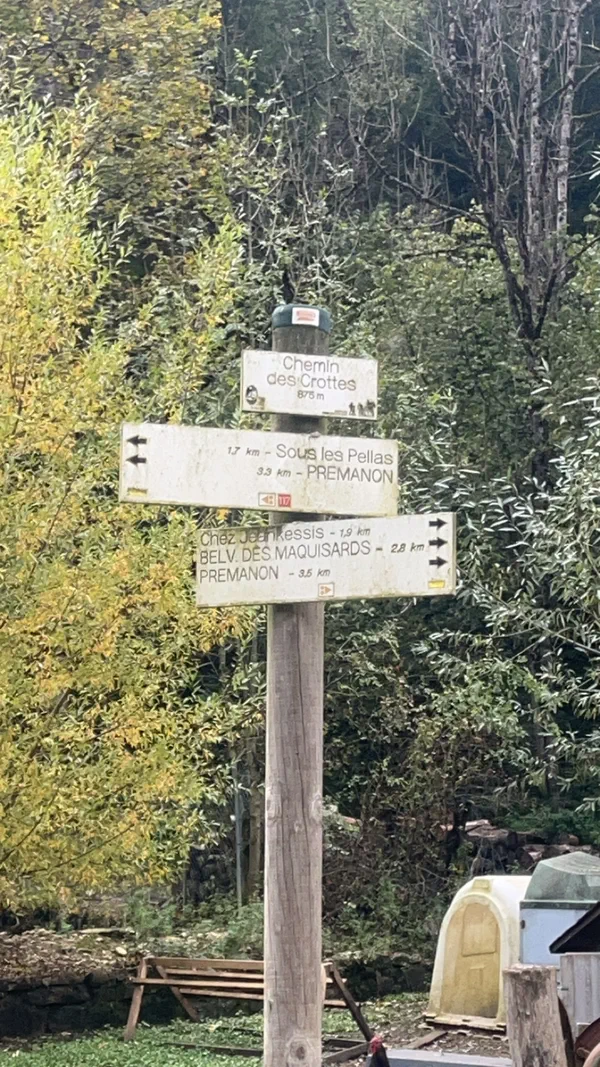 Chemin
des Crottes
875 m
1,7 km - Sous les Pellas
3.3 km - PREMANON
117
Chez Jeankessis - 1,9 km
BELV. DES MAQUISARDS - 2.8 km
PREMANON - 3.5 km